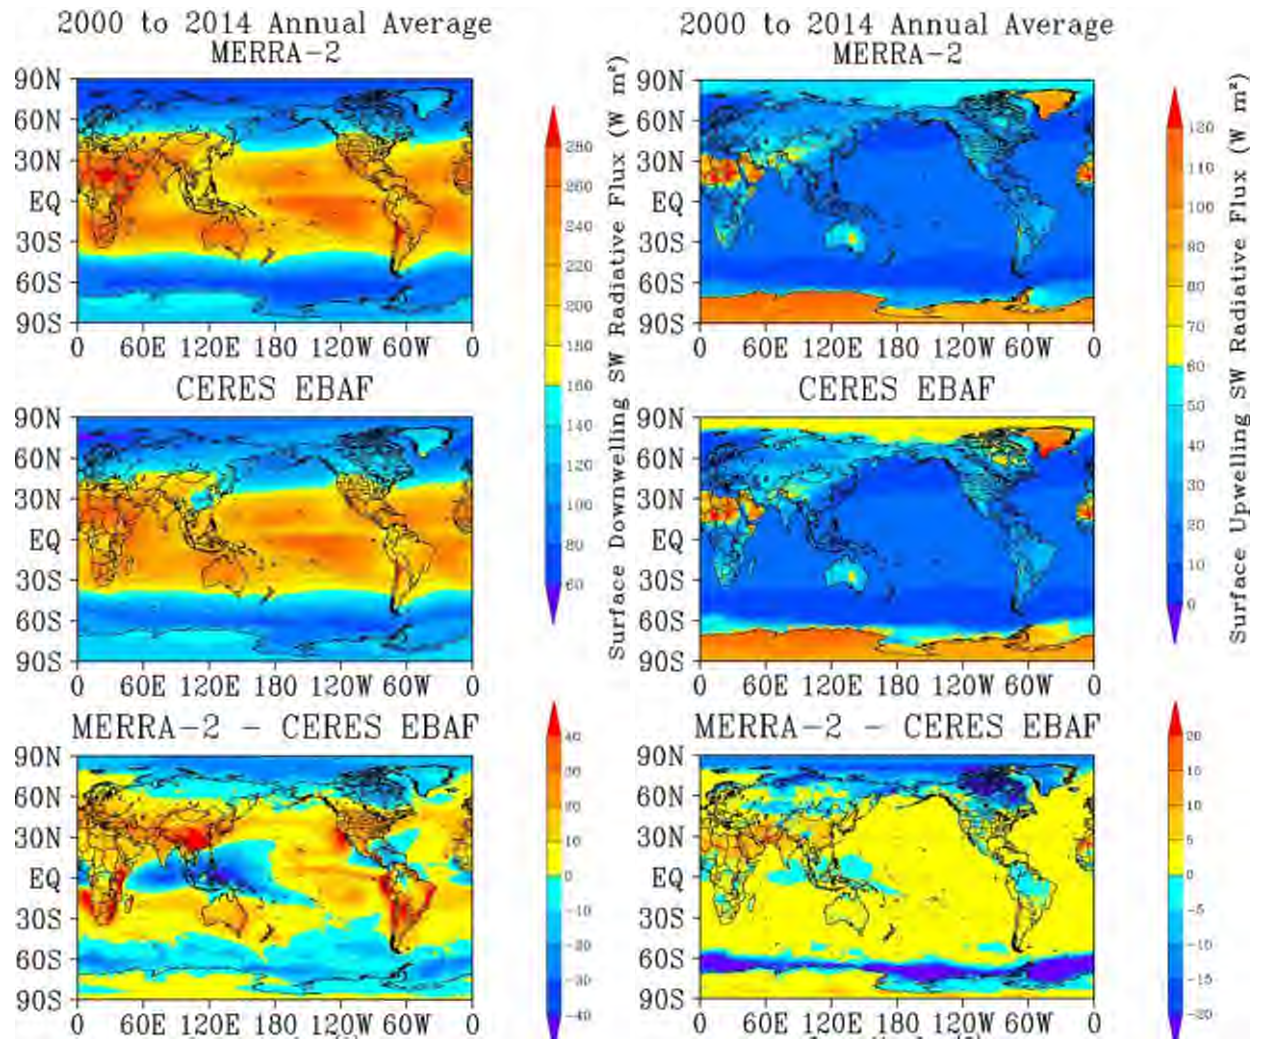 2000 to 2014 Annual Average
MERRA-2
90N
60N
30N
EQ
30S
60S
90S
0 60E 120E 180 120W 60W 0
CERES EBAF
90N
60N
30N
EQ
30S
60S
90S
0 60E 120E 180 120W 60W 0
280
260
240
220
200
180
160
140
120
100
80
60
Surface Downwelling SW Radiative Flux (W m²)
MERRA-2 - CERES EBAF
90N
60N
30N
EQ
30S
60S
90S
0 60E 120E 180 120W 60W 0
40
30
20
10
0
-10
-20
-30
-40
2000 to 2014 Annual Average
MERRA-2
90N
60N
30N
EQ
30S
60S
90S
0 60E 120E 180 120W 60W 0
CERES EBAF
90N
60N
30N
EQ
30S
60S
90S
0 60E 120E 180 120W 60W 0
120
110
100
90
80
70
60
50
40
30
20
10
0
Surface Upwelling SW Radiative Flux (W m²)
MERRA-2 - CERES EBAF
90N
60N
30N
EQ
30S
60S
90S
0 60E 120E 180 120W 60W 0
20
15
10
5
0
-5
-10
-15
-20